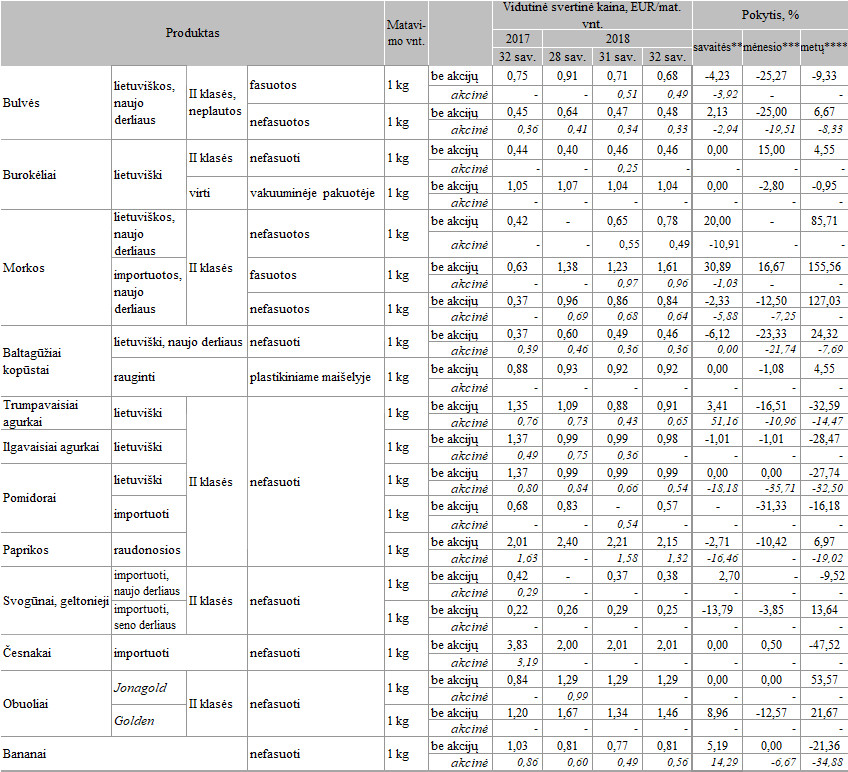 Produktas Matavi-mo vnt. Vidutinė svertinė kaina, EUR/mat. vnt. Pokytis, %
2017 2018 savaitės** mėnesio*** metų****
32 sav. 28 sav. 31 sav. 32 sav.
Bulvės lietuviškos, naujo derliaus II klasės, neplautos fasuotos 1 kg be akcijų 0,75 0,91 0,71 0,68 -4,23 -25,27 -9,33
akcinė - - 0,51 0,49 -3,92 - -
nefasuotos 1 kg be akcijų 0,45 0,64 0,47 0,48 2,13 -25,00 6,67
akcinė 0,36 0,41 0,34 0,33 -2,94 -19,51 -8,33
Burokėliai lietuviški II klasės nefasuoti 1 kg be akcijų 0,44 0,40 0,46 0,46 0,00 15,00 4,55
akcinė - - 0,25 - - - -
virti vakuuminėje pakuotėje 1 kg be akcijų 1,05 1,07 1,04 1,04 0,00 -2,80 -0,95
akcinė - - - - - - -
Morkos lietuviškos, naujo derliaus II klasės nefasuotos 1 kg be akcijų 0,42 - 0,65 0,78 20,00 - 85,71
akcinė - - 0,55 0,49 -10,91 - -
importuotos, naujo derliaus fasuotos 1 kg be akcijų 0,63 1,38 1,23 1,61 30,89 16,67 155,56
akcinė - - 0,97 0,96 -1,03 - -
nefasuotos 1 kg be akcijų 0,37 0,96 0,86 0,84 -2,33 -12,50 127,03
akcinė - 0,69 0,68 0,64 -5,88 -7,25 -
Baltagūžiai kopūstai lietuviški, naujo derliaus nefasuoti 1 kg be akcijų 0,37 0,60 0,49 0,46 -6,12 -23,33 24,32
akcinė 0,39 0,46 0,36 0,36 0,00 -21,74 -7,69
rauginti plastikiniame maišelyje 1 kg be akcijų 0,88 0,93 0,92 0,92 0,00 -1,08 4,55
akcinė - - - - - - -
Trumpavaisiai agurkai lietuviški II klasės nefasuoti 1 kg be akcijų 1,35 1,09 0,88 0,91 3,41 -16,51 -32,59
akcinė 0,76 0,73 0,43 0,65 51,16 -10,96 -14,47
Ilgavaisiai agurkai lietuviški 1 kg be akcijų 1,37 0,99 0,99 0,98 -1,01 -1,01 -28,47
akcinė 0,49 0,75 0,36 - - - -
Pomidorai lietuviški 1 kg be akcijų 1,37 0,99 0,99 0,99 0,00 0,00 -27,74
akcinė 0,80 0,84 0,66 0,54 -18,18 -35,71 -32,50
importuoti 1 kg be akcijų 0,68 0,83 - 0,57 - -31,33 -16,18
akcinė - - 0,54 - - - -
Paprikos raudonosios 1 kg be akcijų 2,01 2,40 2,21 2,15 -2,71 -10,42 6,97
akcinė 1,63 - 1,58 1,32 -16,46 - -19,02
Svogūnai, geltonieji importuoti, naujo derliaus II klasės nefasuoti 1 kg be akcijų 0,42 - 0,37 0,38 2,70 - -9,52
akcinė 0,29 - - - - - -
importuoti, seno derliaus 1 kg be akcijų 0,22 0,26 0,29 0,25 -13,79 -3,85 13,64
akcinė - - - - - - -
Česnakai importuoti nefasuoti 1 kg be akcijų 3,83 2,00 2,01 2,01 0,00 0,50 -47,52
akcinė 3,19 - - - - - -
Obuoliai Jonagold II klasės nefasuoti 1 kg be akcijų 0,84 1,29 1,29 1,29 0,00 0,00 53,57
akcinė - 0,99 - - - - -
Golden 1 kg be akcijų 1,20 1,67 1,34 1,46 8,96 -12,57 21,67
akcinė - - - - - - -
Bananai nefasuoti 1 kg be akcijų 1,03 0,81 0,77 0,81 5,19 0,00 -21,36
akcinė 0,86 0,60 0,49 0,56 14,29 -6,67 -34,88